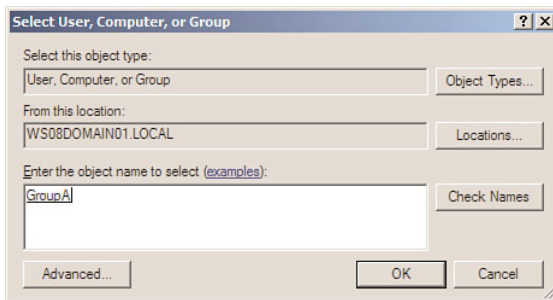 Select User, Computer, or Group
Select this object type:
User, Computer, or Group
Object Types...
From this location:
WS08DOMAIN01.LOCAL
Locations...
Enter the object name to select (examples):
GroupA
Check Names
Advanced...
OK
Cancel